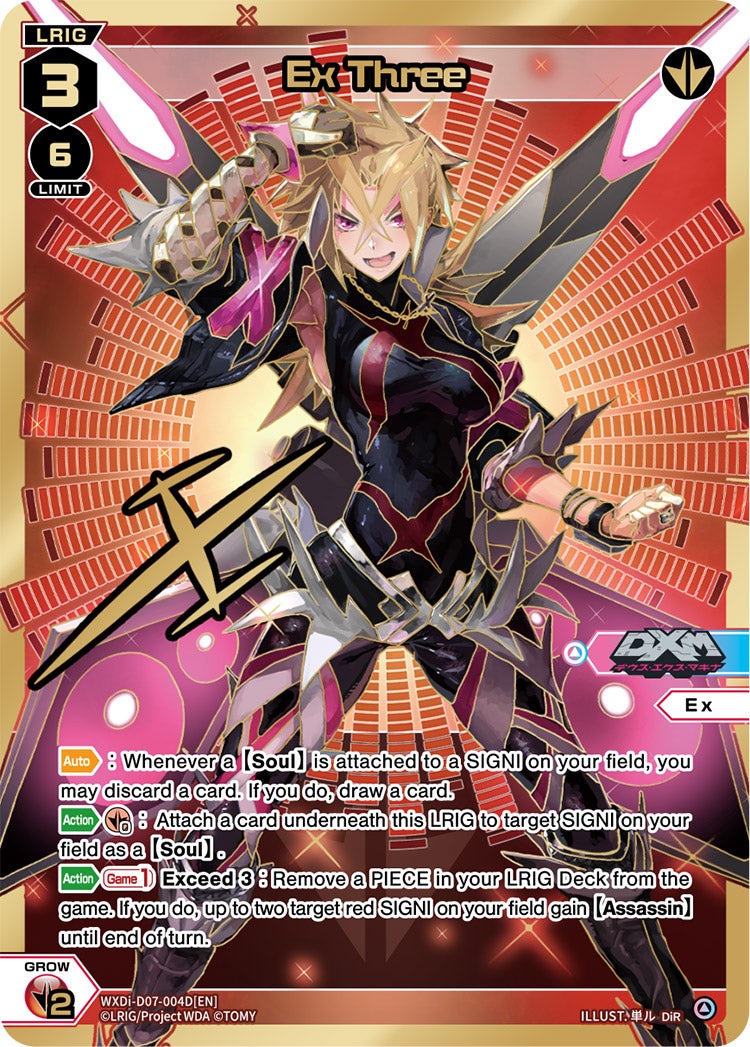 LRIG
3
Ex Three
6
LIMIT
DXM
デウス・エクス・マキナ
Ex
Auto : Whenever a 【Soul】 is attached to a SIGNI on your field, you
may discard a card. If you do, draw a card.
Action 0 : Attach a card underneath this LRIG to target SIGNI on your
field as a 【Soul】.
Action Game 1 Exceed 3 : Remove a PIECE in your LRIG Deck from the
game. If you do, up to two target red SIGNI on your field gain 【Assassin】
until end of turn.
GROW
2
WXDi-D07-004D[EN]
©LRIG/Project WDA ©TOMY
ILLUST. 単ル DiR